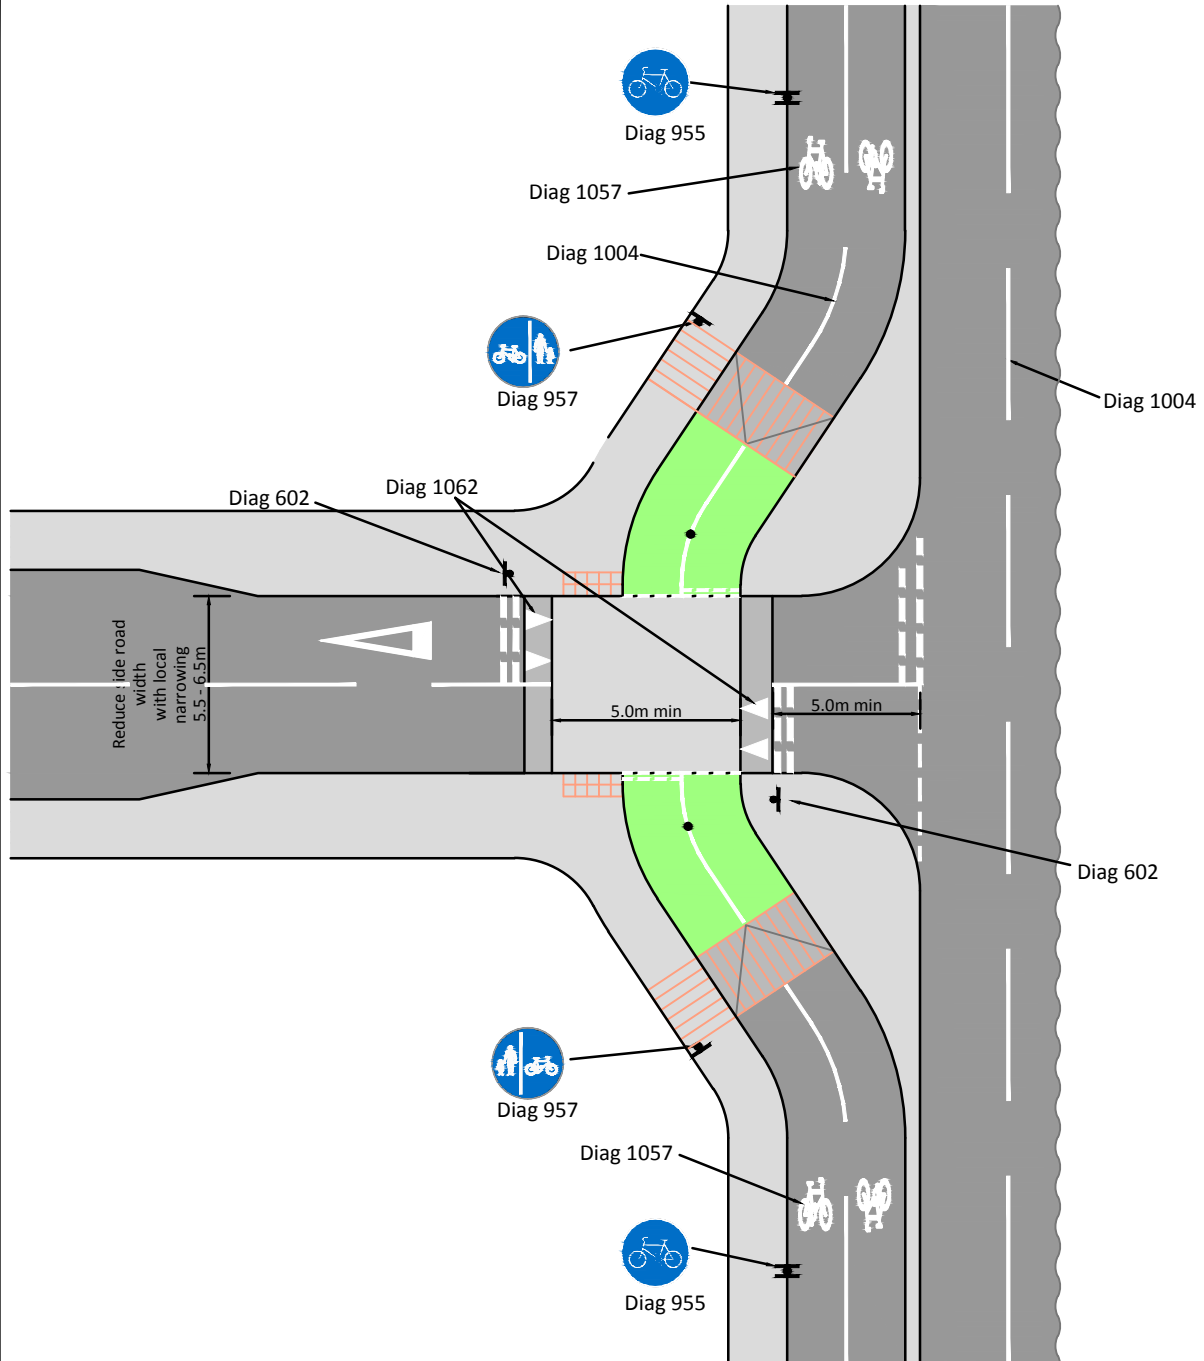 Diag 955
Diag 1057
Diag 1004
Diag 957
Diag 1004
Diag 602
Diag 1062
Reduce side road
width
with local
narrowing
5.5 - 6.5m
5.0m min
5.0m min
Diag 602
Diag 957
Diag 1057
Diag 955